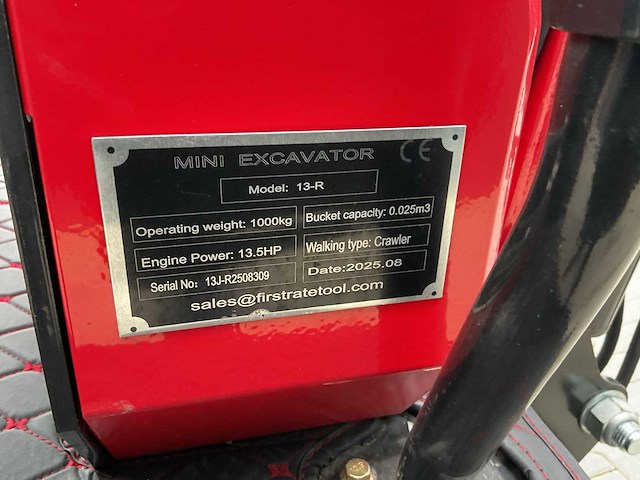 MINI EXCAVATOR CE
Model: 13-R
Operating weight: 1000kg Bucket capacity: 0.025m3
Engine Power: 13.5HP Walking type: Crawler
Serial No: 13J-R2508309 Date:2025.08
sales@firstratetool.com